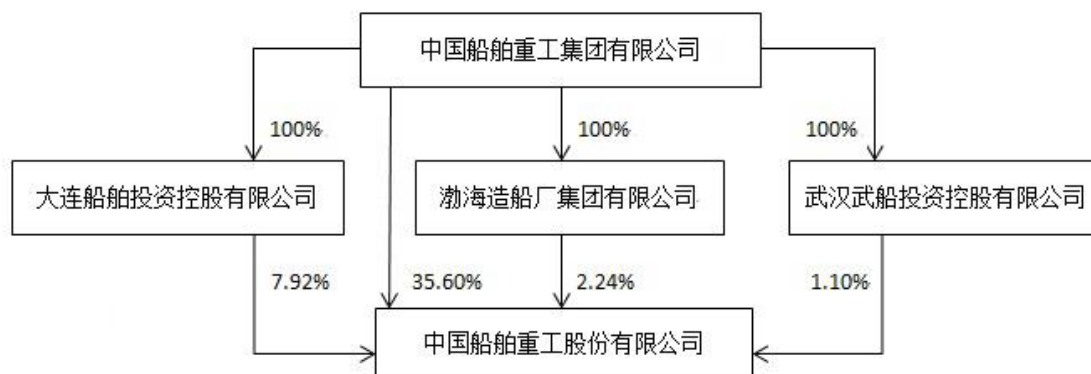 中国船舶重工集团有限公司
100%
100%
100%
大连船舶投资控股有限公司
渤海造船厂集团有限公司
武汉武船投资控股有限公司
7.92%
35.60%
2.24%
1.10%
中国船舶重工股份有限公司